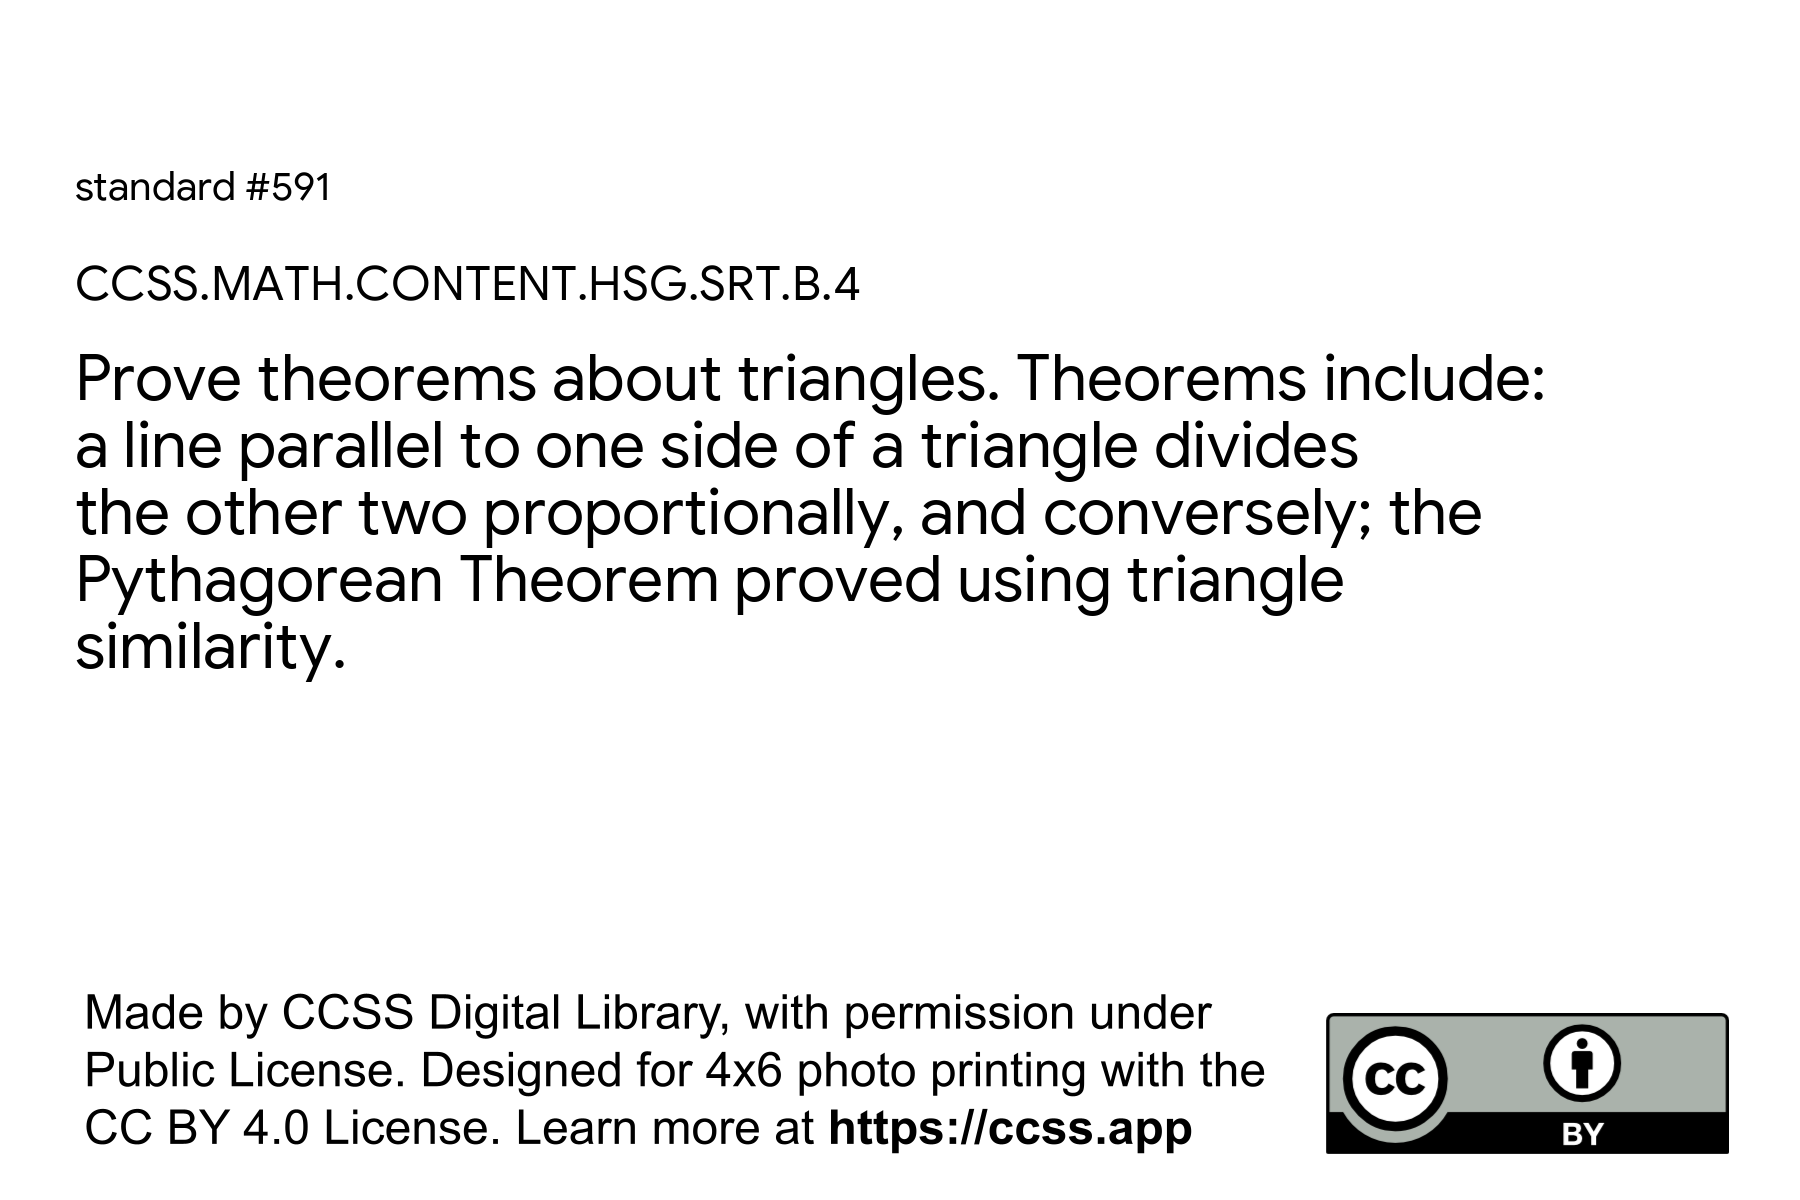 standard #591
CCSS.MATH.CONTENT.HSG.SRT.B.4
Prove theorems about triangles. Theorems include:
a line parallel to one side of a triangle divides
the other two proportionally, and conversely; the
Pythagorean Theorem proved using triangle
similarity.
Made by CCSS Digital Library, with permission under
Public License. Designed for 4x6 photo printing with the
CC BY 4.0 License. Learn more at https://ccss.app
CC
BY